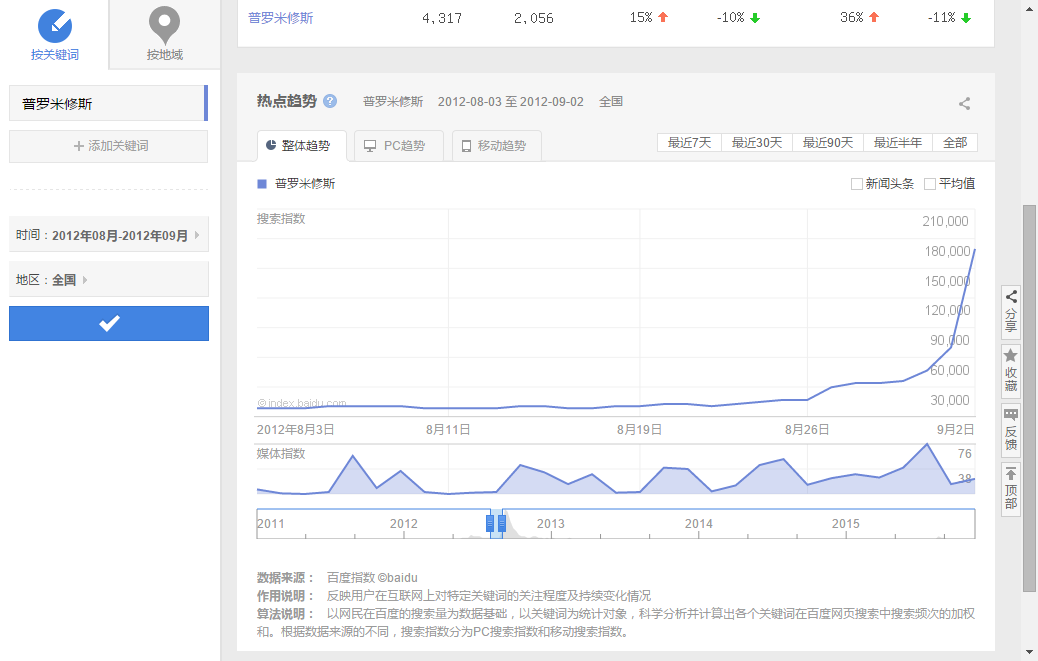 普罗米修斯 4,317 2,056 15% -10% 36% -11%
按关键词 按地域
普罗米修斯
+ 添加关键词
时间：2012年08月-2012年09月
地区：全国
热点趋势 ? 普罗米修斯 2012-08-03 至 2012-09-02 全国
整体趋势 PC趋势 移动趋势
最近7天 最近30天 最近90天 最近半年 全部
普罗米修斯 新闻头条 平均值
搜索指数
210,000
180,000
150,000
120,000
90,000
60,000
30,000
©index.baidu.com
2012年8月3日 8月11日 8月19日 8月26日 9月2日
媒体指数
76
38
2011 2012 2013 2014 2015
数据来源： 百度指数 ©baidu
作用说明： 反映用户在互联网上对特定关键词的关注程度及持续变化情况
算法说明： 以网民在百度的搜索量为数据基础，以关键词为统计对象，科学分析并计算出各个关键词在百度网页搜索中搜索频次的加权
和。根据数据来源的不同，搜索指数分为PC搜索指数和移动搜索指数。
分享
收藏
反馈
顶部